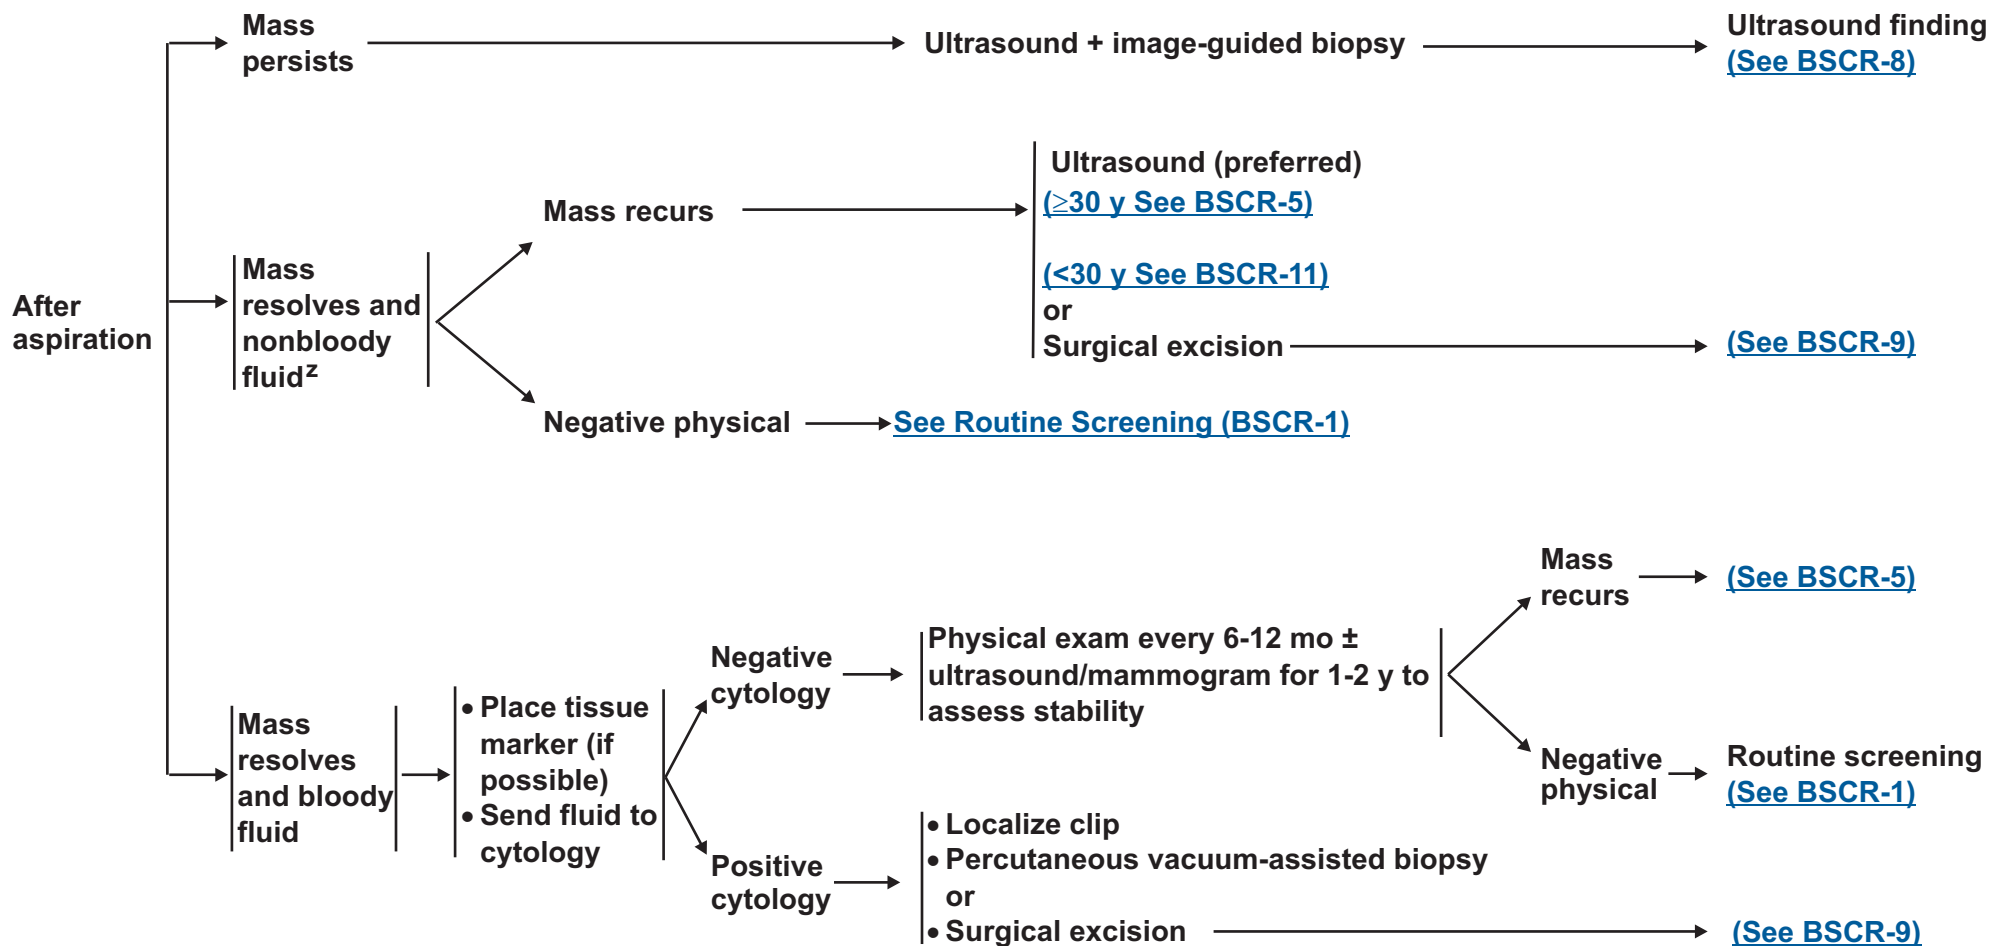 After
aspiration
Mass
persists
Ultrasound + image-guided biopsy
Ultrasound finding
(See BSCR-8)
Mass
resolves and
nonbloody
fluidᶻ
Mass recurs
Ultrasound (preferred)
(≥30 y See BSCR-5)
(<30 y See BSCR-11)
or
Surgical excision
(See BSCR-9)
Negative physical
See Routine Screening (BSCR-1)
Mass
resolves
and bloody
fluid
• Place tissue
marker (if
possible)
• Send fluid to
cytology
Negative
cytology
Physical exam every 6-12 mo ±
ultrasound/mammogram for 1-2 y to
assess stability
Mass
recurs
(See BSCR-5)
Negative
physical
Routine screening
(See BSCR-1)
Positive
cytology
• Localize clip
• Percutaneous vacuum-assisted biopsy
or
• Surgical excision
(See BSCR-9)